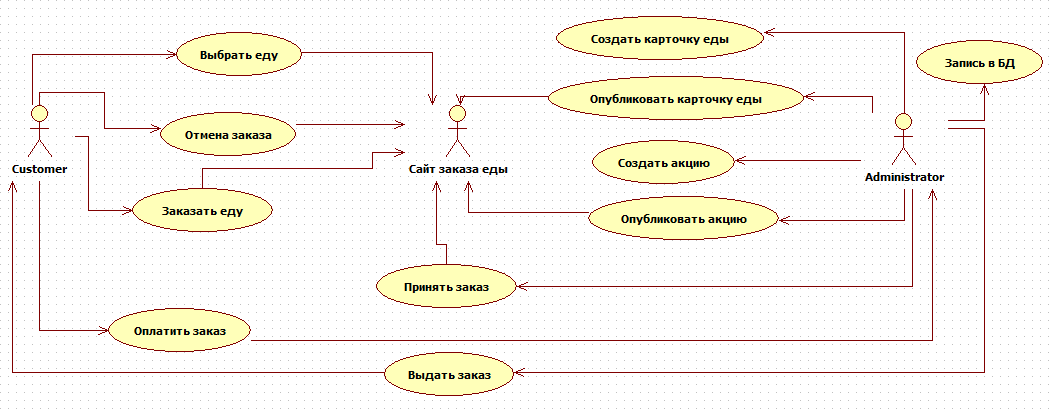 Создать карточку еды
Выбрать еду
Запись в БД
Опубликовать карточку еды
Отмена заказа
Customer
Сайт заказа еды
Создать акцию
Administrator
Заказать еду
Опубликовать акцию
Принять заказ
Оплатить заказ
Выдать заказ